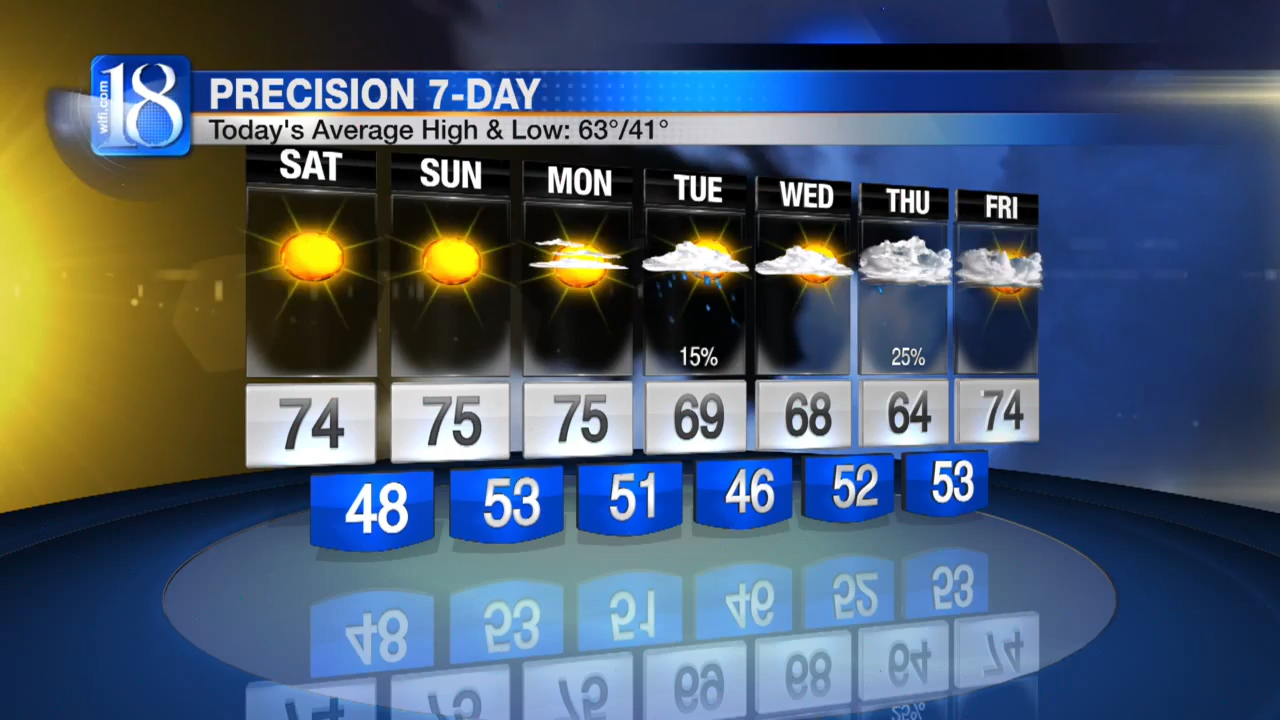 wlfi.com
18
PRECISION 7-DAY
Today's Average High & Low: 63°/41°
SAT SUN MON TUE WED THU FRI
15% 25%
74 75 75 69 68 64 74
48 53 51 46 52 53